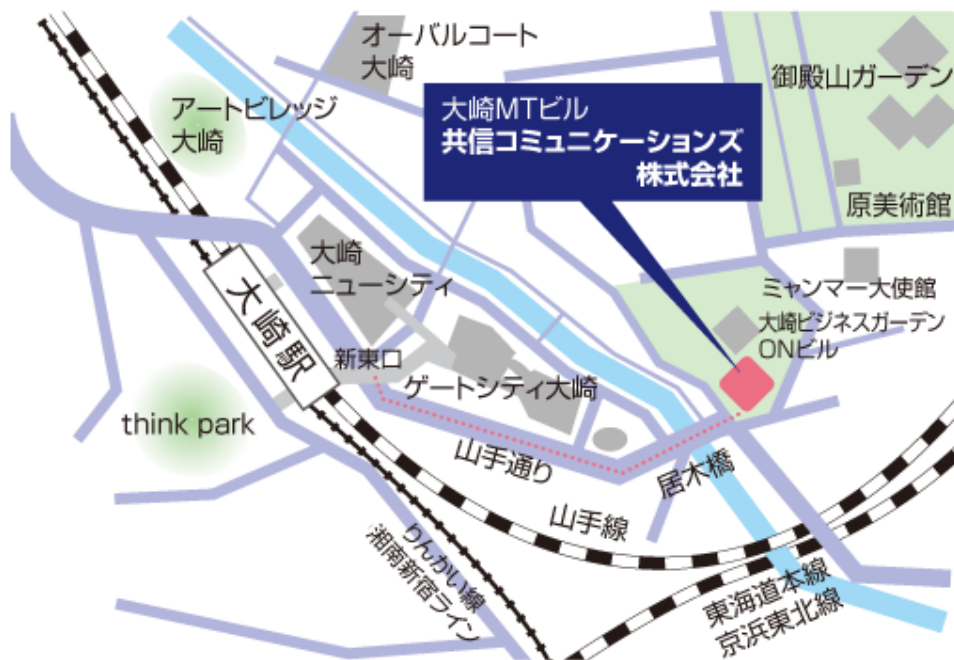 オーバルコート
大崎
御殿山ガーデン
アートビレッジ
大崎
大崎MTビル
共信コミュニケーションズ
株式会社
原美術館
大崎
ニューシティ
ミャンマー大使館
大崎ビジネスガーデン
ONビル
大崎駅
新東口
ゲートシティ大崎
think park
山手通り
居木橋
山手線
りんかい線
湘南新宿ライン
東海道本線
京浜東北線